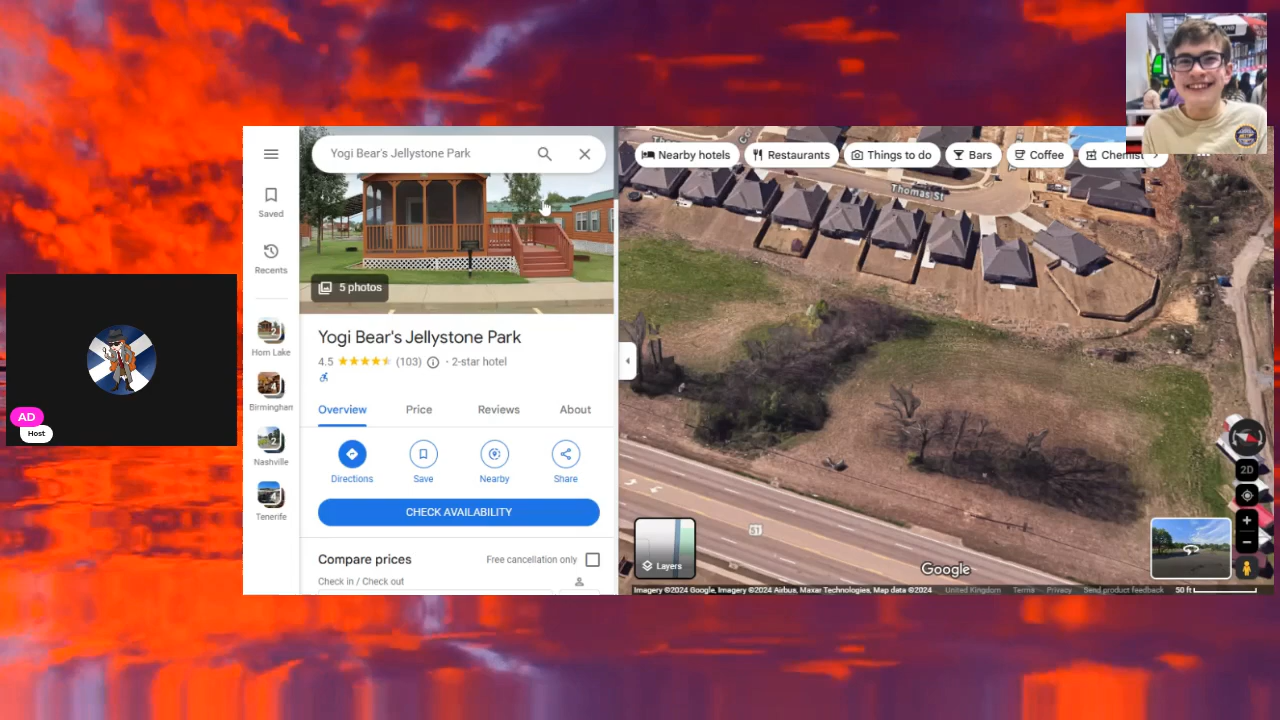 Yogi Bear's Jellystone Park
Saved
Recents
Horn Lake
Birmingham
Nashville
Tenerife
5 photos
Yogi Bear's Jellystone Park
4.5 (103) · 2-star hotel
Overview Price Reviews About
Directions Save Nearby Share
CHECK AVAILABILITY
Compare prices Free cancellation only
Check in / Check out
Nearby hotels Restaurants Things to do Bars Coffee Chemist
Thomas St
51
Layers
Google
2D
Imagery ©2024 Google, Imagery ©2024 Airbus, Maxar Technologies, Map data ©2024 United Kingdom Terms Privacy Send product feedback 50 ft
AD
Host